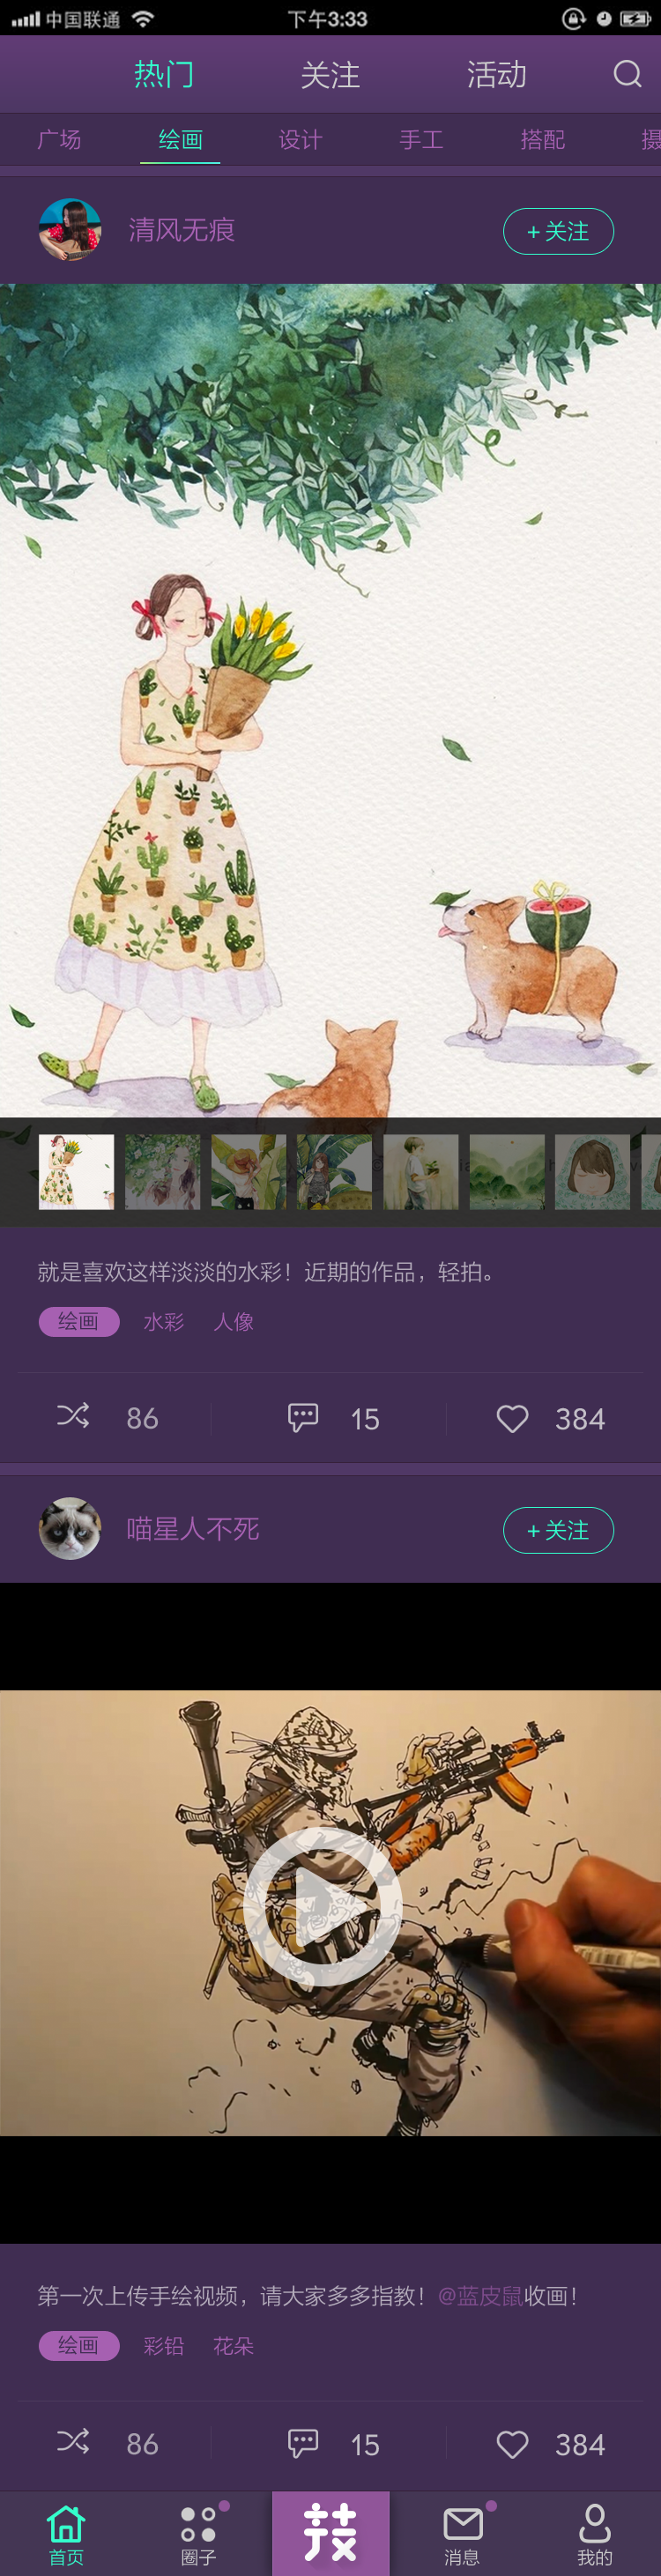 中国联通 下午3:33
热门 关注 活动
广场 绘画 设计 手工 搭配 摄
清风无痕 +关注
就是喜欢这样淡淡的水彩！近期的作品，轻拍。
绘画 水彩 人像
86 15 384
喵星人不死 +关注
第一次上传手绘视频，请大家多多指教！@蓝皮鼠收画！
绘画 彩铅 花朵
86 15 384
技
首页 圈子 消息 我的